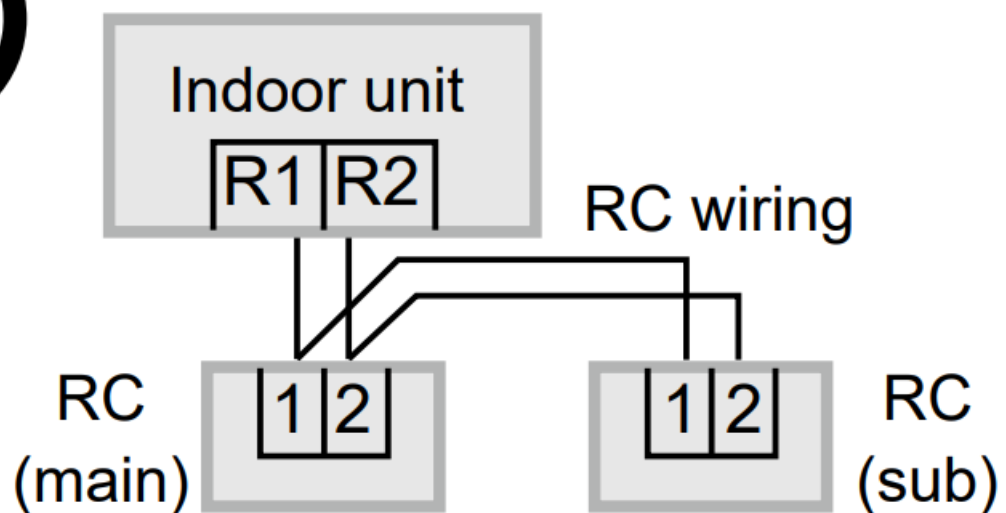 Indoor unit
R1 R2
RC wiring
RC
(main)
1 2
1 2
RC
(sub)